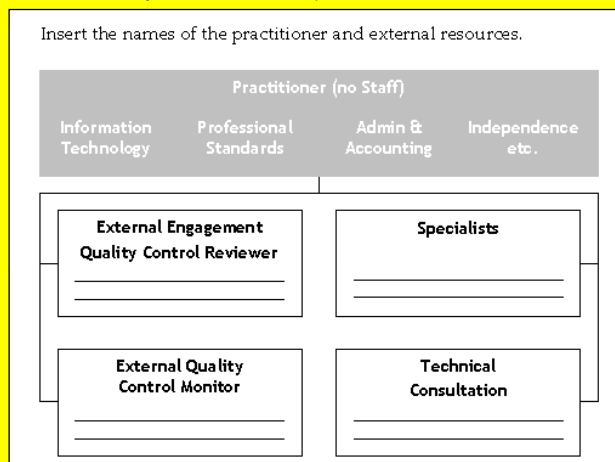 Insert the names of the practitioner and external resources.
Practitioner (no Staff)
Information Technology
Professional Standards
Admin & Accounting
Independence etc.
External Engagement
Quality Control Reviewer
Specialists
External Quality
Control Monitor
Technical
Consultation